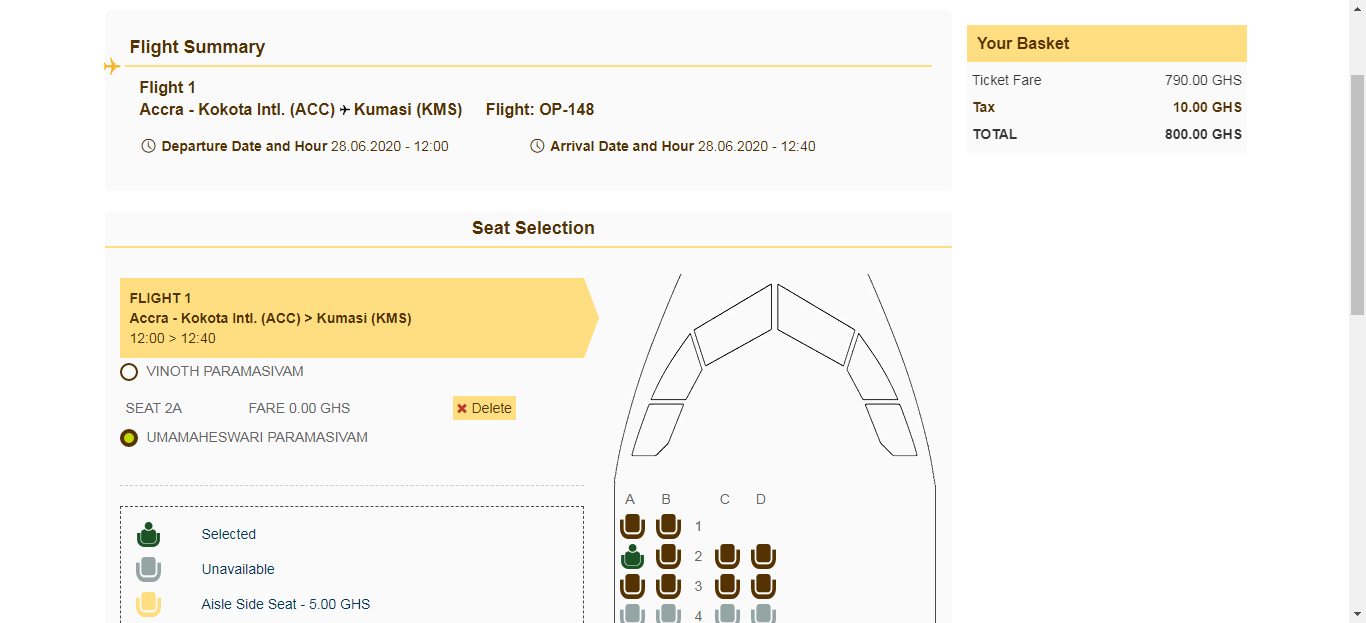 Flight Summary
Flight 1
Accra - Kokota Intl. (ACC) Kumasi (KMS) Flight: OP-148
Departure Date and Hour 28.06.2020 - 12:00 Arrival Date and Hour 28.06.2020 - 12:40
Your Basket
Ticket Fare 790.00 GHS
Tax 10.00 GHS
TOTAL 800.00 GHS
Seat Selection
FLIGHT 1
Accra - Kokota Intl. (ACC) > Kumasi (KMS)
12:00 > 12:40
VINOTH PARAMASIVAM
SEAT 2A FARE 0.00 GHS Delete
UMAMAHESWARI PARAMASIVAM
Selected
Unavailable
Aisle Side Seat - 5.00 GHS
A B C D
1
2
3
4